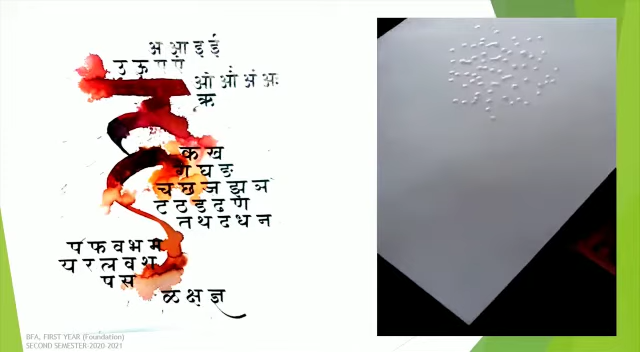 अ आ इ ई
उ ऊ ए ऐ
ओ औ अं अः
ऋ
क ख
ग घ ङ
च छ ज झ ञ
ट ठ ड ढ ण
त थ द ध न
प फ ब भ म
य र ल व श
ष स
ळ क्ष ज्ञ
BFA, FIRST YEAR (Foundation)
SECOND SEMESTER-2020-2021